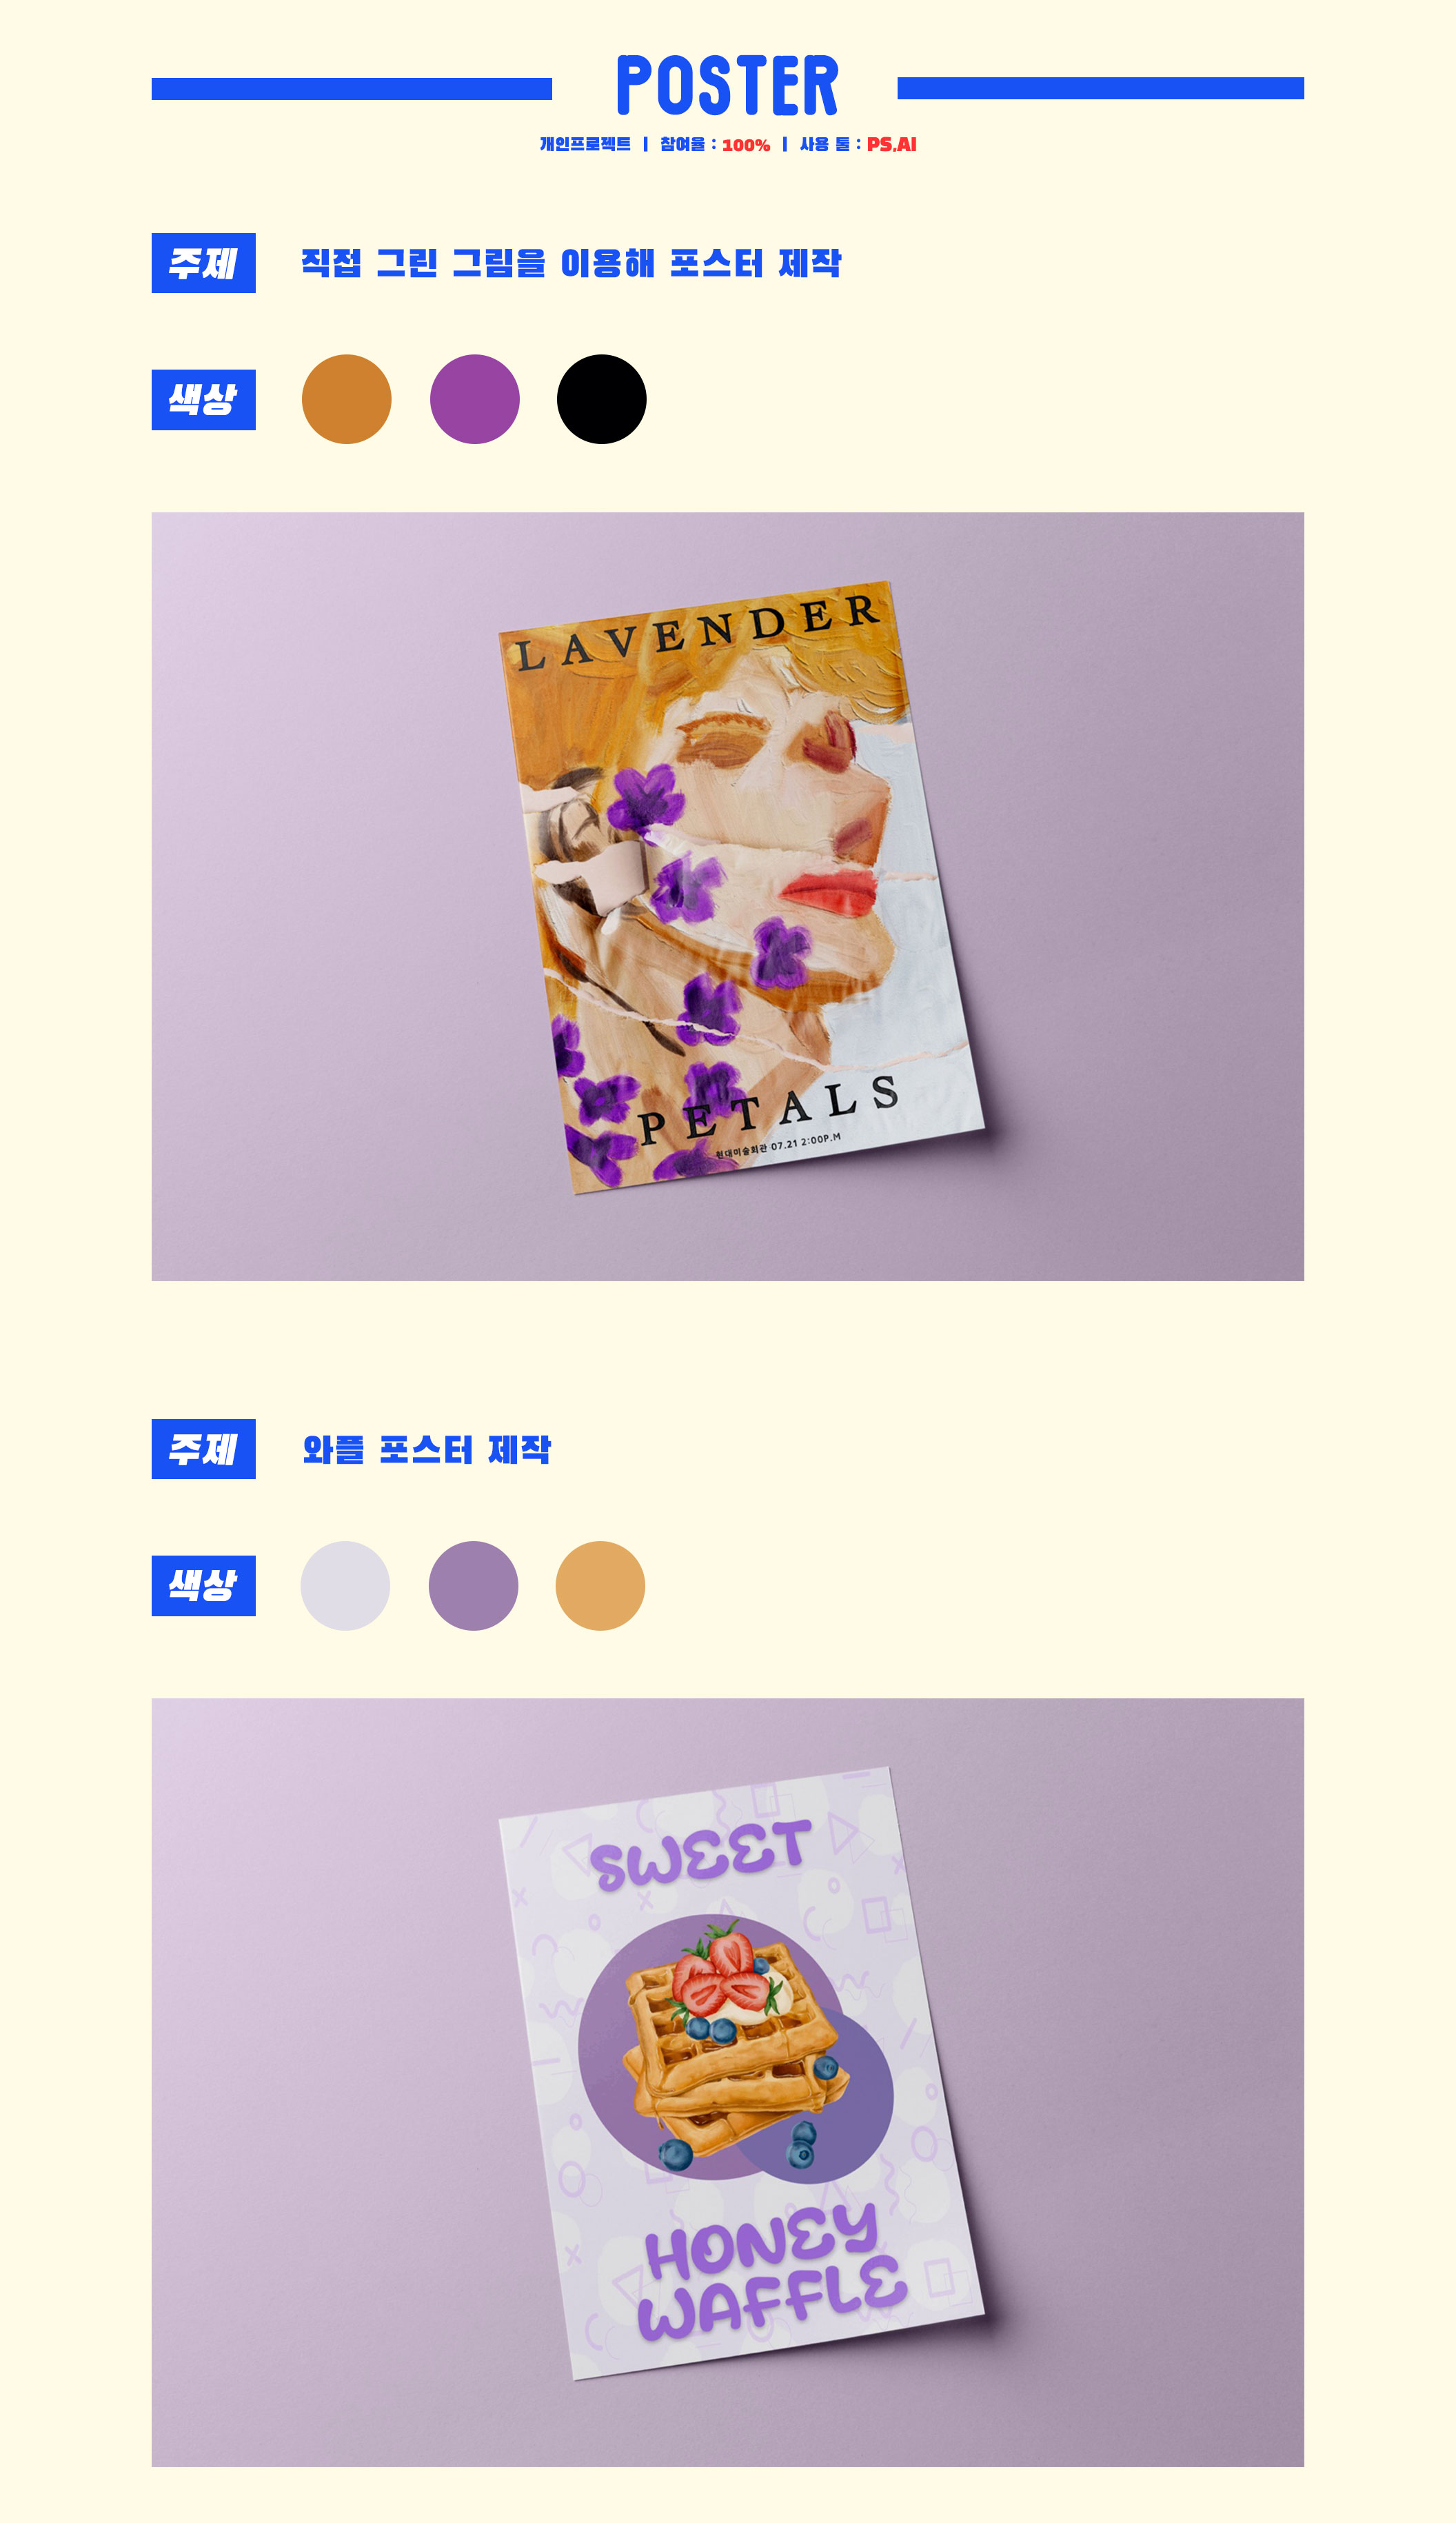 POSTER
개인프로젝트 | 참여율 : 100% | 사용 툴 : PS.AI
주제 직접 그린 그림을 이용해 포스터 제작
색상
LAVENDER
PETALS
현대미술회관 07.21 2:00P.M
주제 와플 포스터 제작
색상
SWEET
HONEY
WAFFLE